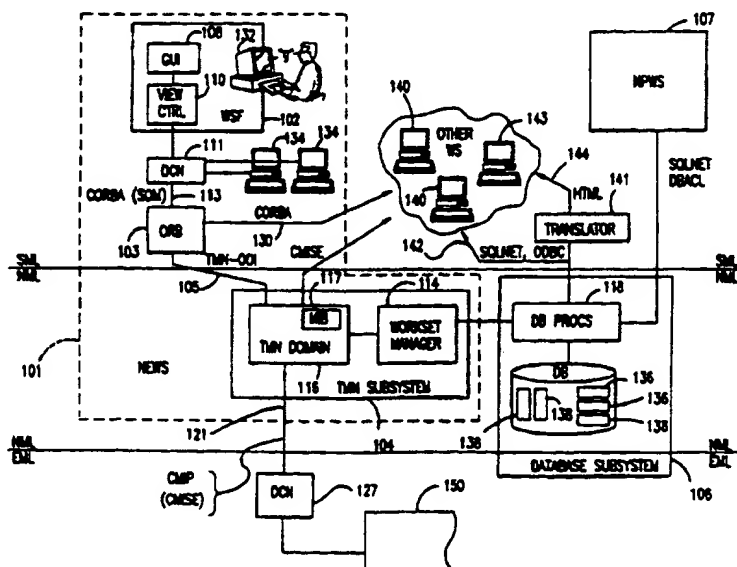 108
132
GUI
110
VIEW
CTRL
WSF
102
111
134
134
DCN
CORBA (SOM)
113
ORB
103
CORBA
130
TMN-OOI
105
CMISE
140
143
OTHER
WS
140
144
HTML
141
TRANSLATOR
142
SQLNET, ODBC
107
NPWS
SQLNET
DBACL
SML
NML
SML
NML
117
114
MIB
TMN DOMAIN
WORKSET
MANAGER
116
TMN SUBSYSTEM
NEWS
101
118
DB PROCS
DB
136
136
138
138
138
121
104
NML
EML
NML
EML
DATABASE SUBSYSTEM
106
CMIP
(CMISE)
DCN
127
150